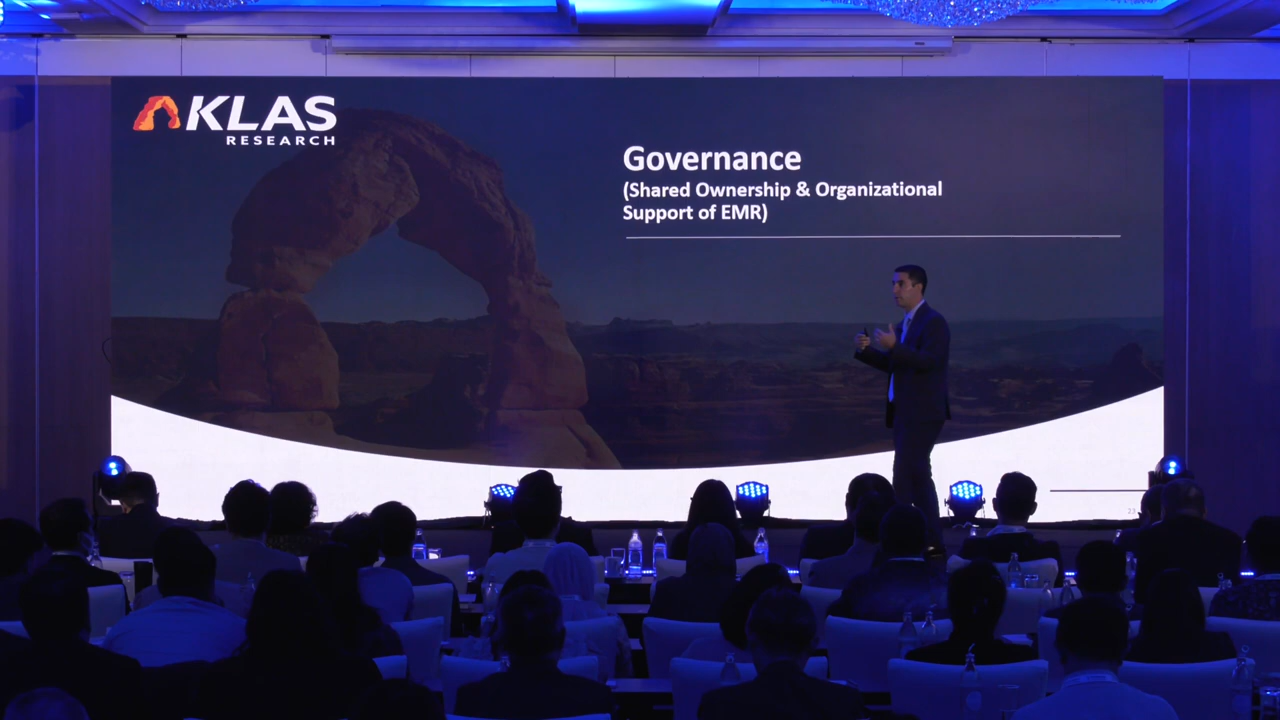 KLAS
RESEARCH
Governance
(Shared Ownership & Organizational
Support of EMR)